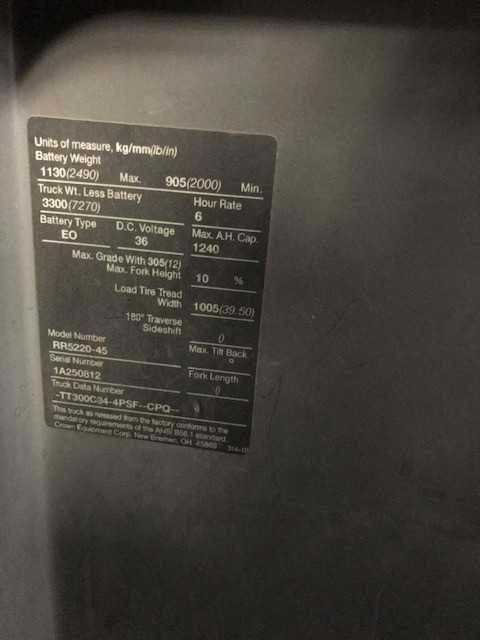 Units of measure, kg/mm(lb/in)
Battery Weight
1130(2490) Max. 905(2000) Min.
Truck Wt. Less Battery
3300(7270)
Hour Rate
6
Battery Type
EO
D.C. Voltage
36
Max. A.H. Cap.
1240
Max. Grade With 305(12)
Max. Fork Height
10 %
Load Tire Tread
Width
1005(39.50)
180° Traverse
Sideshift
0
Model Number
RR5220-45
Max. Tilt Back
0
Serial Number
1A250812
Fork Length
0
Truck Data Number
-TT300C34-4PSF--CPQ--
This truck as released from the factory conforms to the
mandatory requirements of the ANSI B56.1 standard.
Crown Equipment Corp. New Bremen, OH. 45869